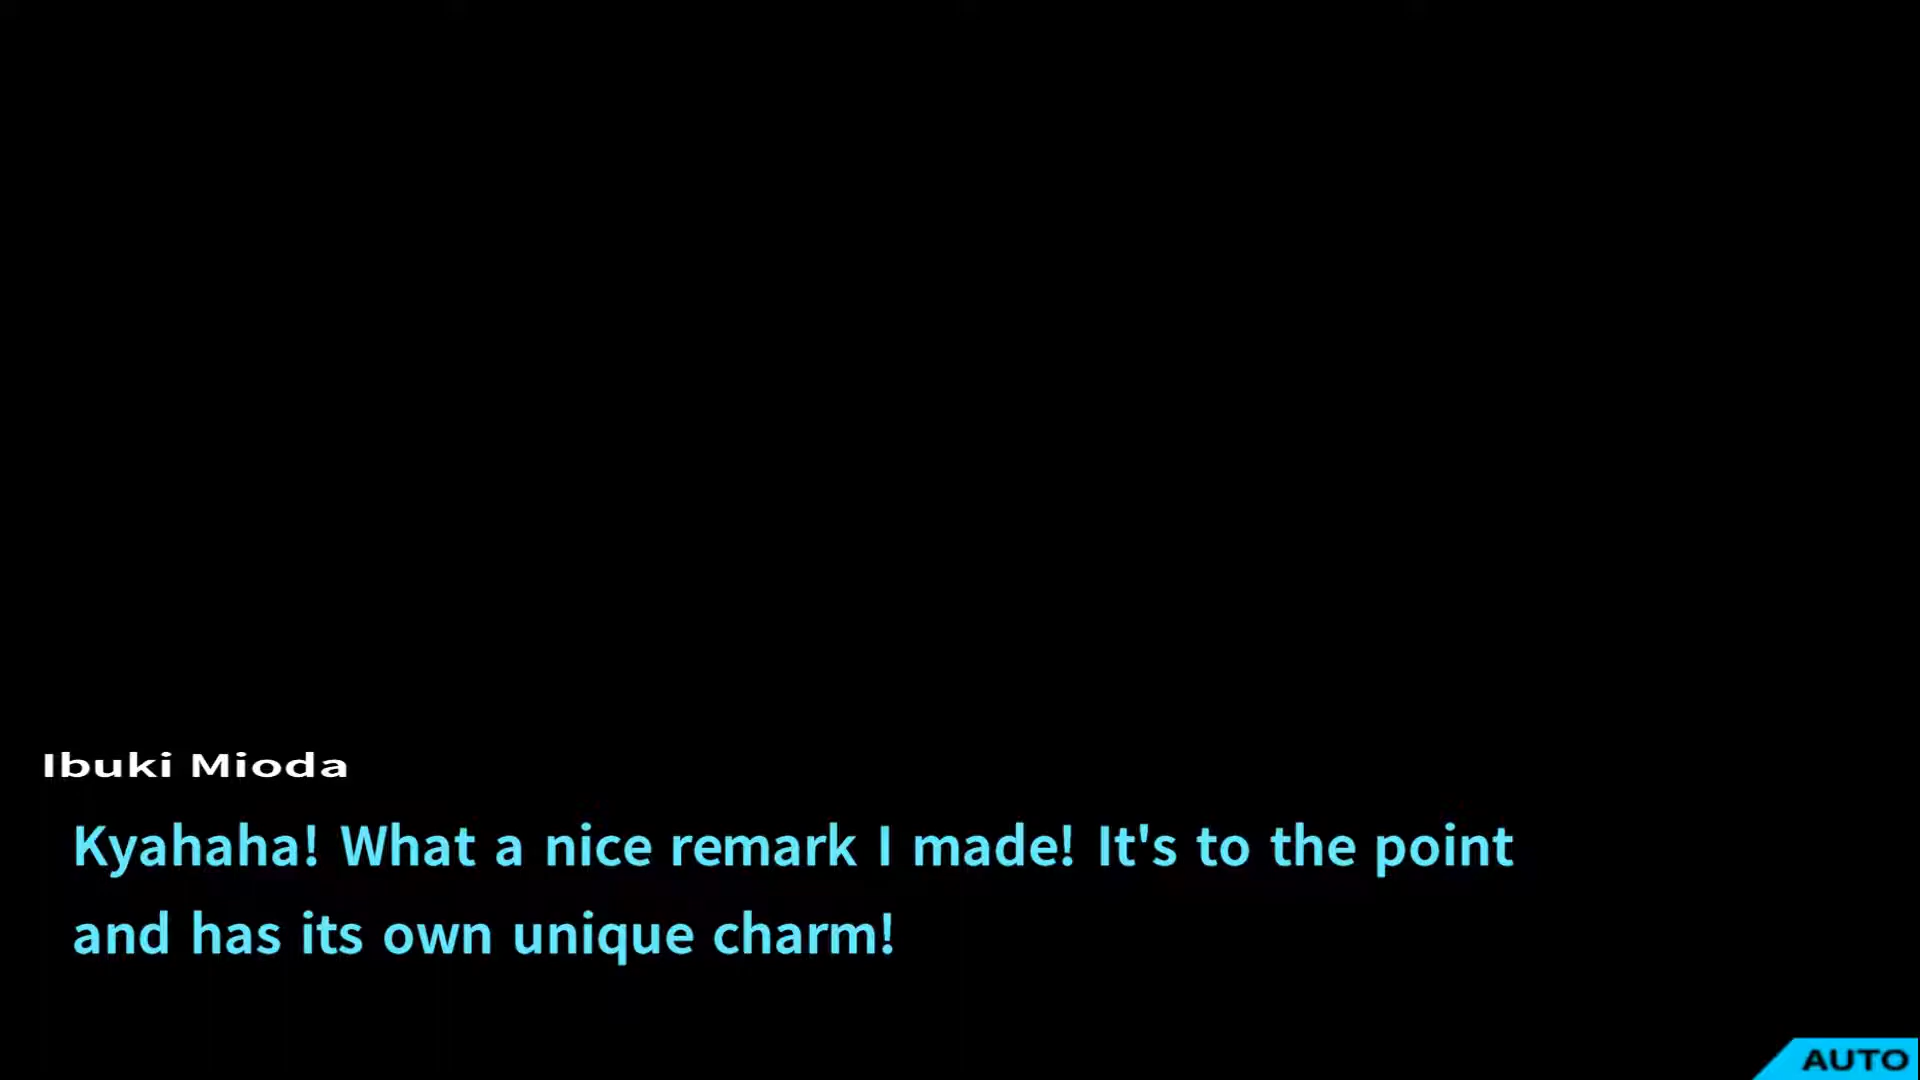 Ibuki Mioda
Kyahaha! What a nice remark I made! It's to the point
and has its own unique charm!
AUTO